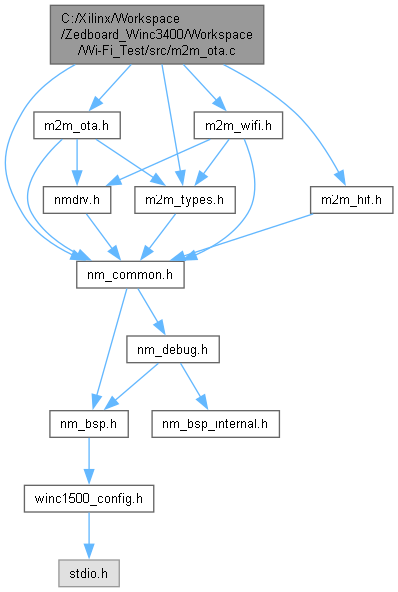 C:/Xilinx/Workspace
/Zedboard_Winc3400/Workspace
/Wi-Fi_Test/src/m2m_ota.c
m2m_ota.h
m2m_wifi.h
nmdrv.h
m2m_types.h
m2m_hif.h
nm_common.h
nm_debug.h
nm_bsp.h
nm_bsp_internal.h
winc1500_config.h
stdio.h